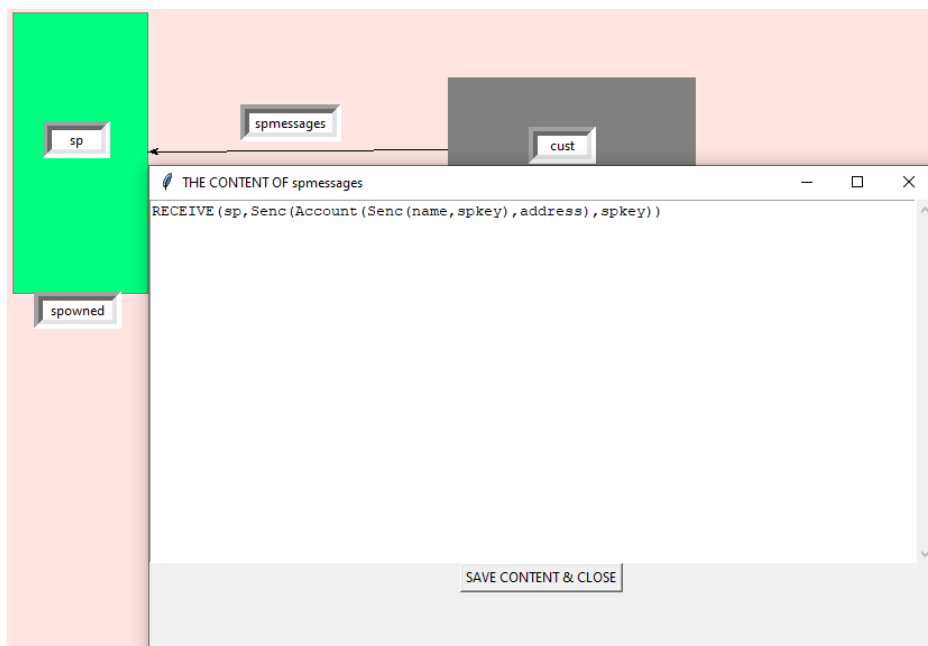 spmessages
sp
cust
THE CONTENT OF spmessages
RECEIVE(sp,Senc(Account(Senc(name,spkey),address),spkey))
spowned
SAVE CONTENT & CLOSE